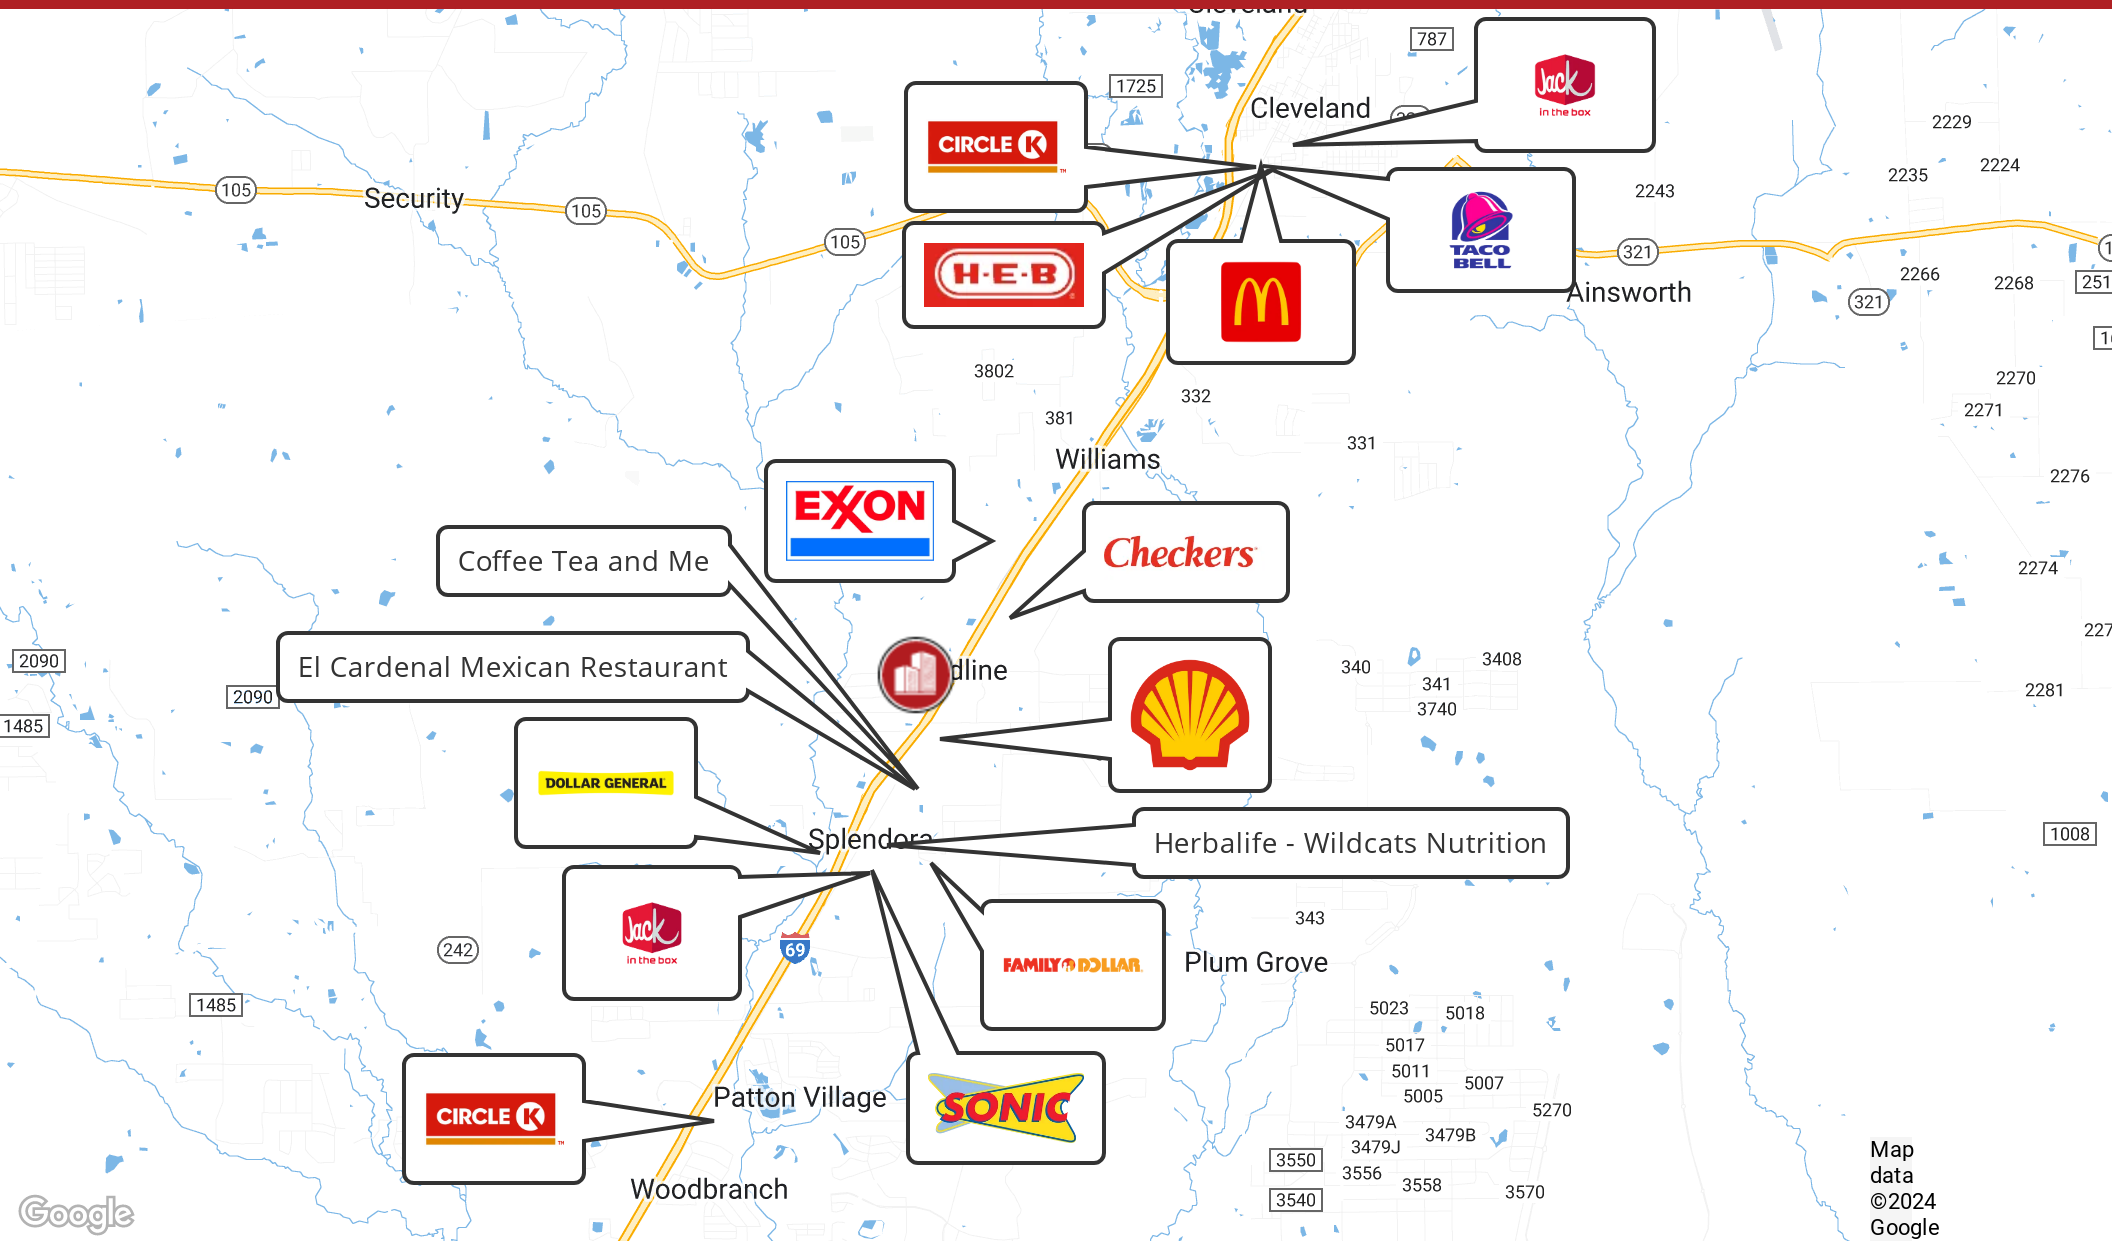 Cleveland
787
Jack
in the box
1725
Cleveland
CIRCLE K
TM
2229
2224
2235
2243
105
Security
105
105
H-E-B
TACO
BELL
321
2266
2268
251
Ainsworth
321
3802
332
2270
2271
381
331
Williams
2276
EXXON
Checkers
Coffee Tea and Me
2274
227
2090
El Cardenal Mexican Restaurant
dline
340
3408
341
2281
2090
3740
1485
DOLLAR GENERAL
Splendora
Herbalife - Wildcats Nutrition
1008
Jack
in the box
343
242
69
FAMILY DOLLAR
Plum Grove
1485
5023
5018
5017
5011
5007
5005
Patton Village
SONIC
CIRCLE K
TM
3479A
3479B
5270
3479J
3550
3556
3558
3570
Woodbranch
3540
Google
Map
data
©2024
Google